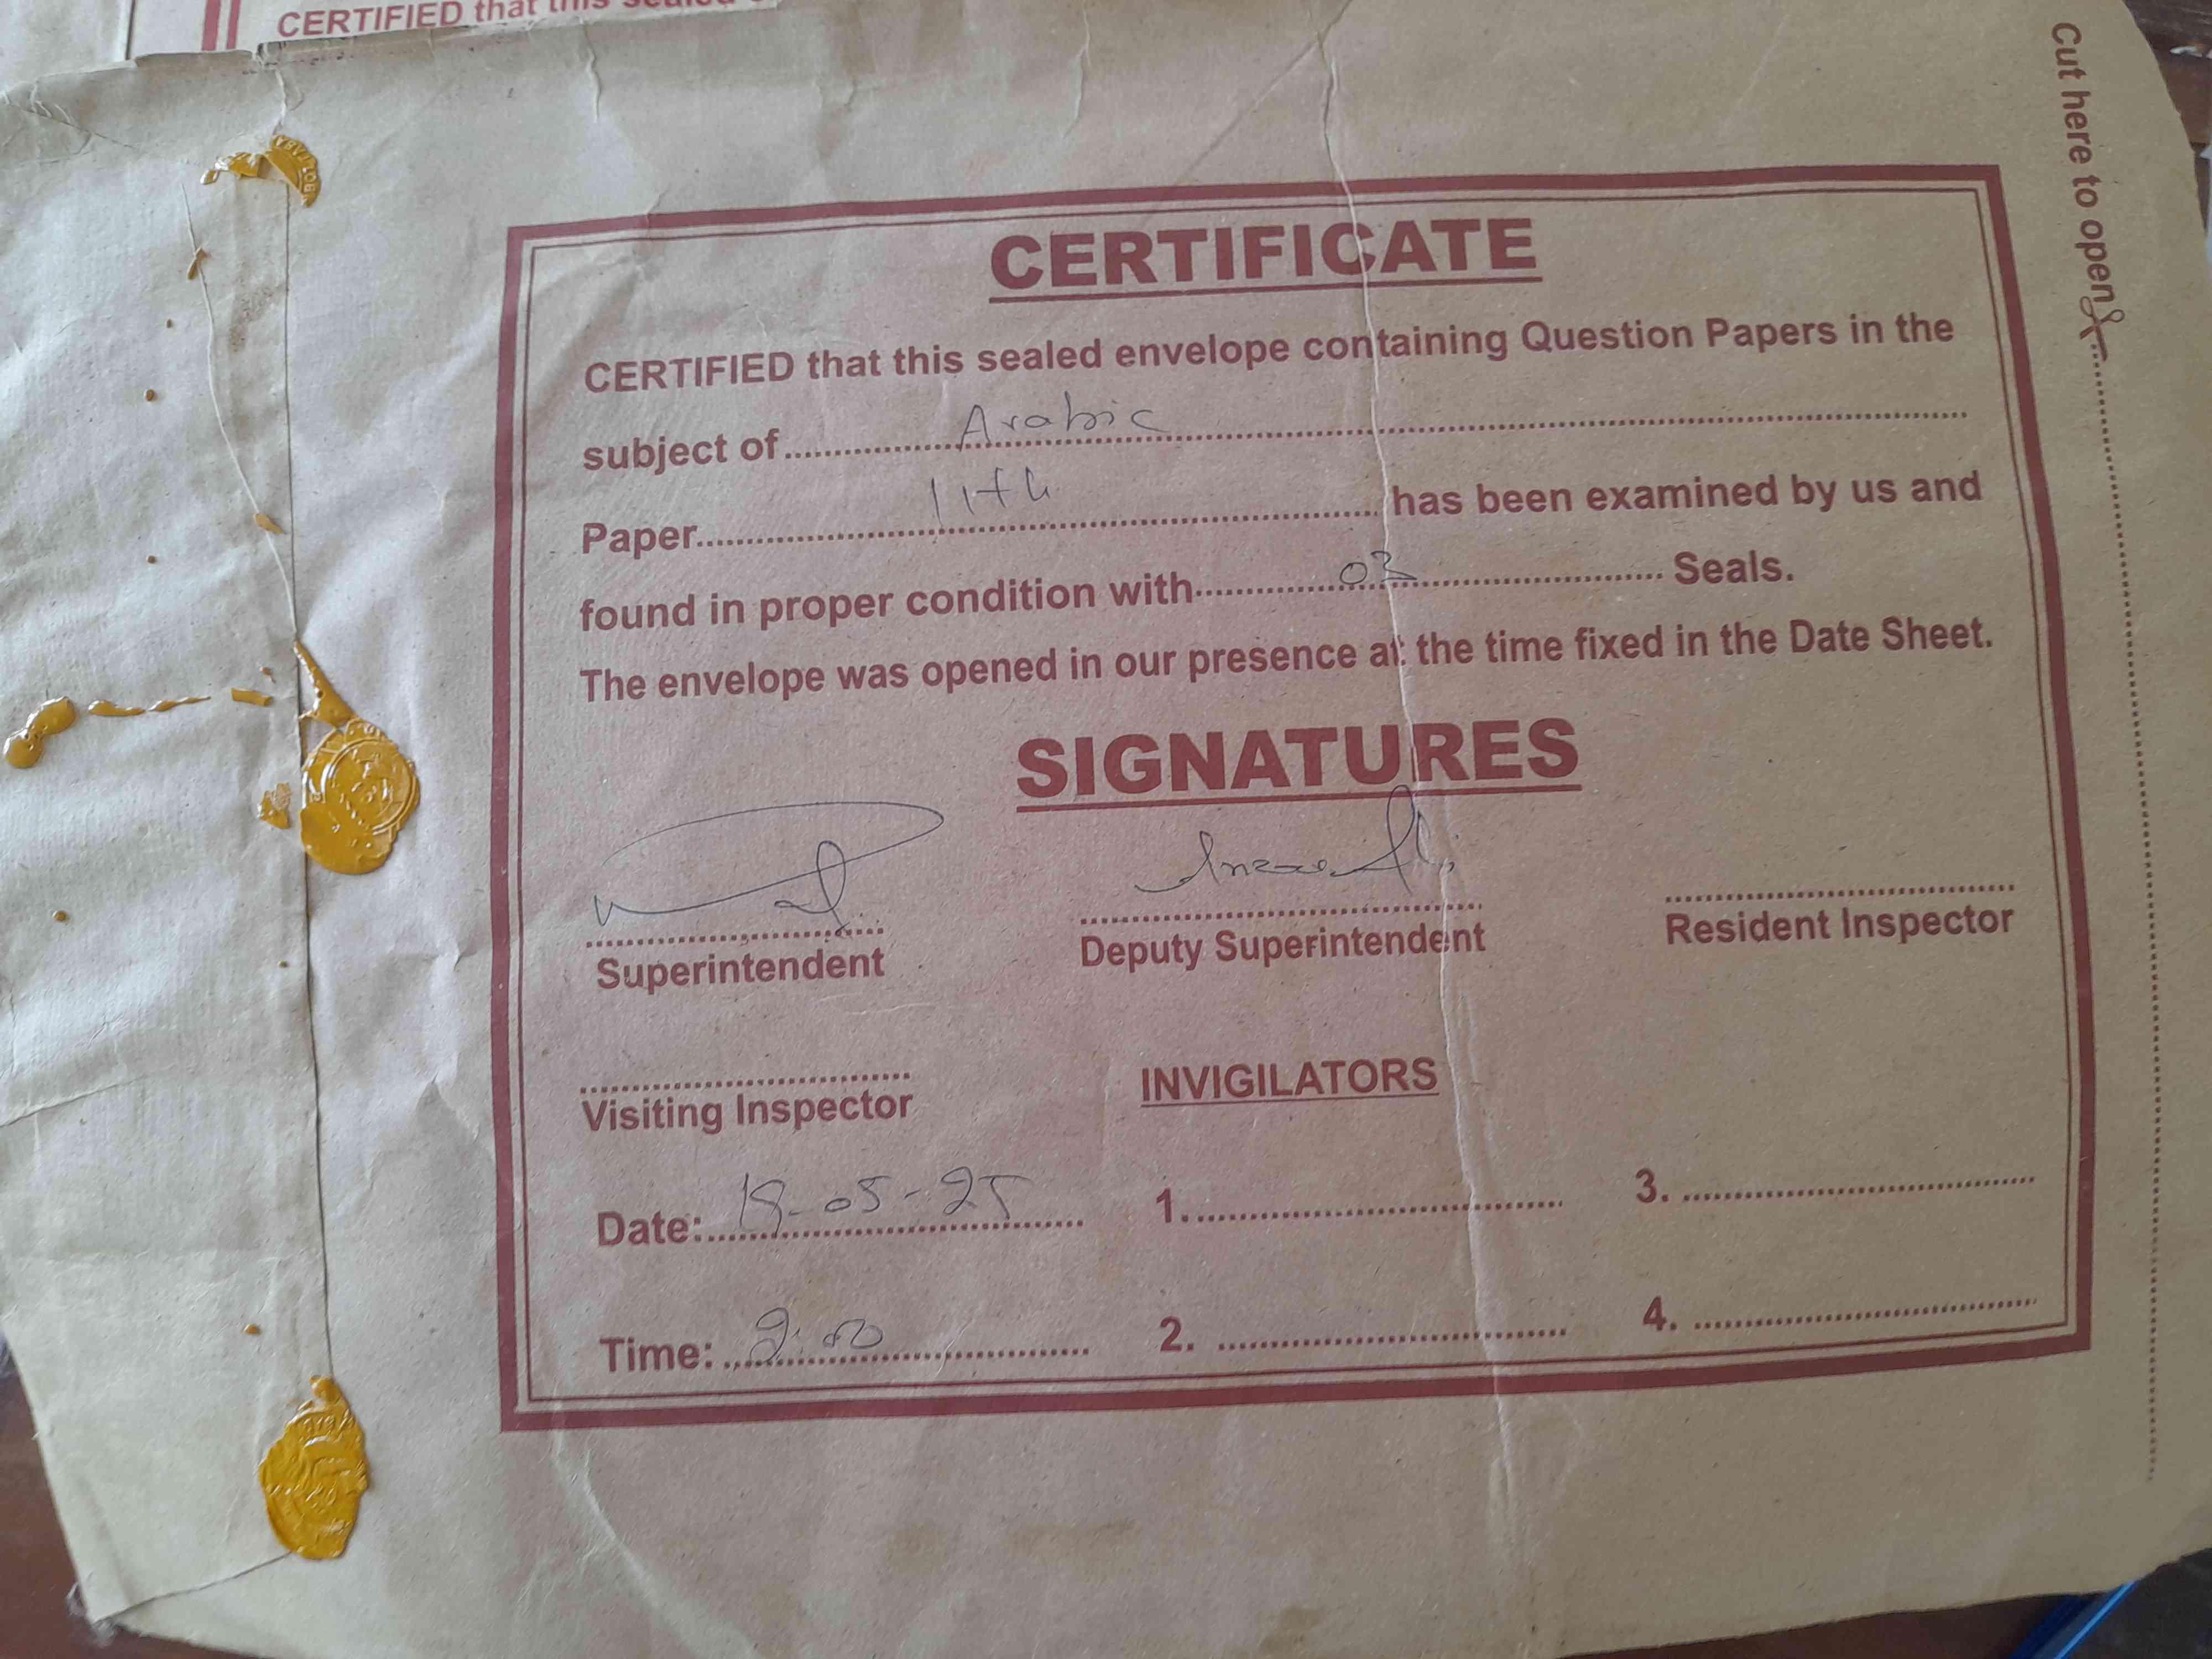 CERTIFIED that this sealed
Cut here to open
CERTIFICATE
CERTIFIED that this sealed envelope containing Question Papers in the
subject of Arabic
Paper 11th has been examined by us and
found in proper condition with 03 Seals.
The envelope was opened in our presence at the time fixed in the Date Sheet.
SIGNATURES
Superintendent Deputy Superintendent Resident Inspector
Visiting Inspector INVIGILATORS
Date: -05-25 1. 3.
Time: 2:00 2. 4.